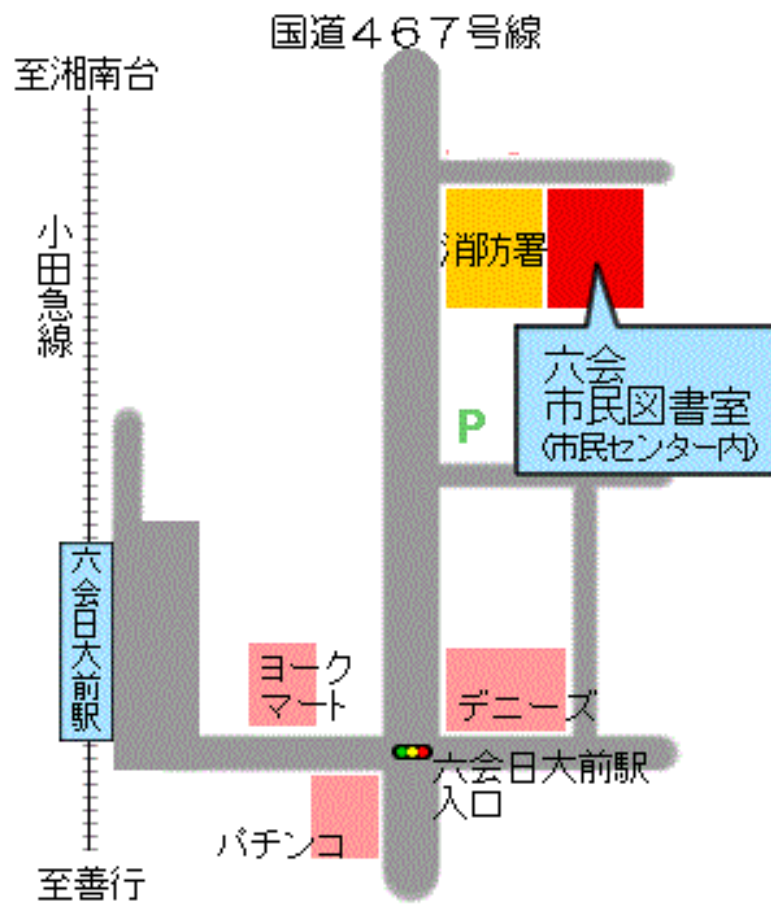 国道４６７号線
至湘南台
小田急線
消防署
六会
市民図書室
(市民センター内)
P
六会日大前駅
ヨーク
マート
デニーズ
六会日大前駅
入口
パチンコ
至善行